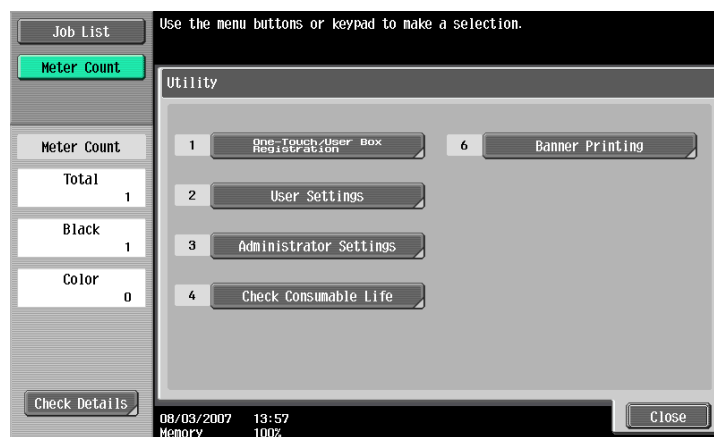 Job List
Use the menu buttons or keypad to make a selection.
Meter Count
Utility
Meter Count
Total
1
Black
1
Color
0
Check Details
1 One-Touch/User Box
Registration
2 User Settings
3 Administrator Settings
4 Check Consumable Life
6 Banner Printing
08/03/2007 13:57
Memory 100%
Close